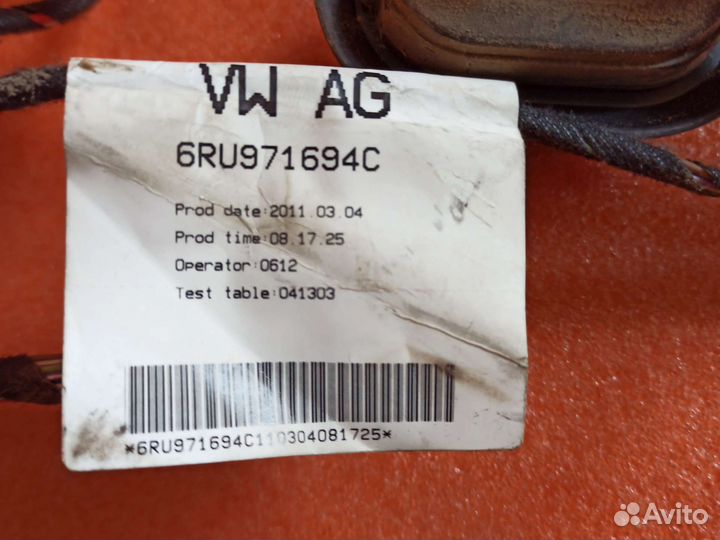 VW AG
6RU971694C
Prod date:2011.03.04
Prod time:08.17.25
Operator:0612
Test table:041303
*6RU971694C110304081725*
Avito